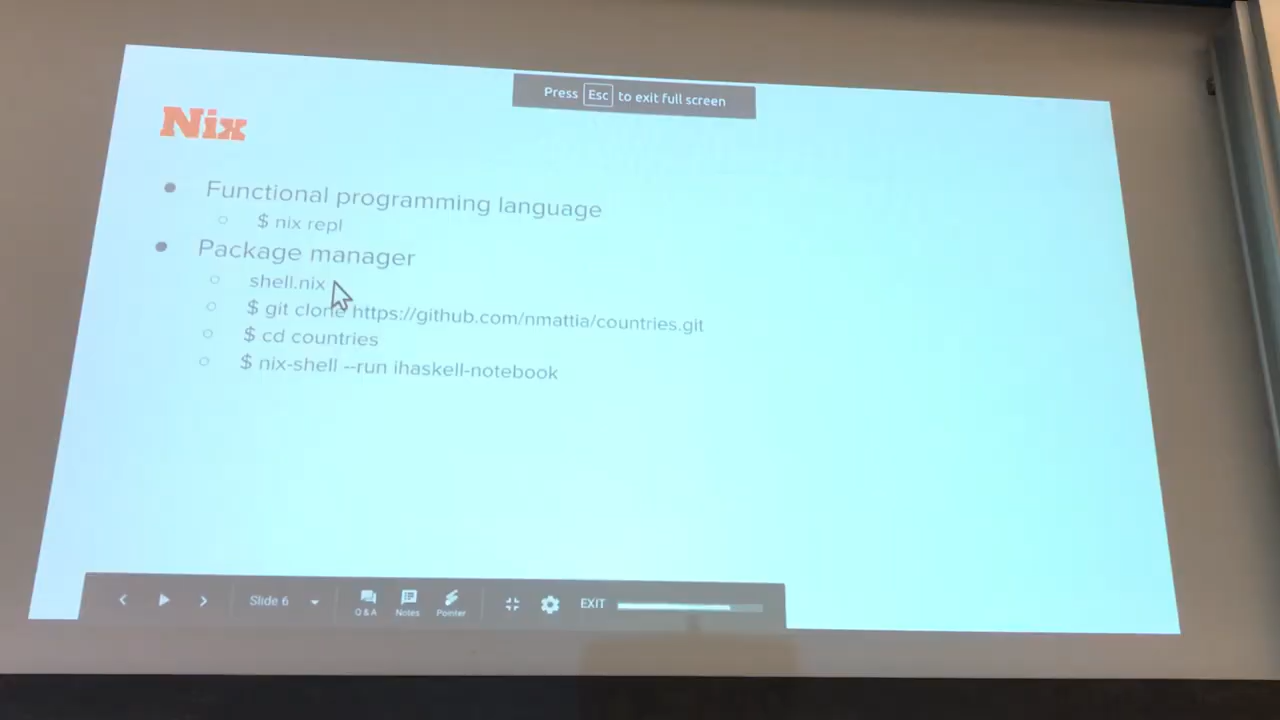 Press Esc to exit full screen
Nix
Functional programming language
$ nix repl
Package manager
shell.nix
$ git clone https://github.com/nmattia/countries.git
$ cd countries
$ nix-shell --run ihaskell-notebook
Slide 6
Q & A
Notes
Pointer
EXIT